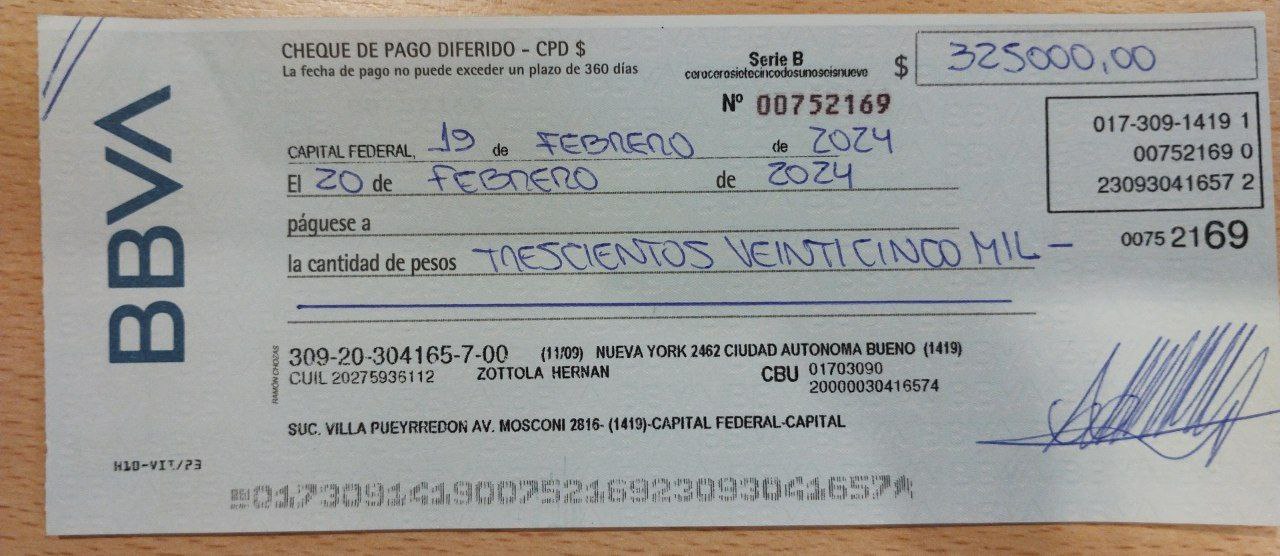 BBVA
CHEQUE DE PAGO DIFERIDO - CPD $
La fecha de pago no puede exceder un plazo de 360 días
Serie B
cerocerosietecincodosunoseisnueve
Nº 00752169
$ 325000,00
017-309-1419 1
00752169 0
23093041657 2
0075 2169
CAPITAL FEDERAL, 19 de FEBRERO de 2024
El 20 de FEBRERO de 2024
páguese a
la cantidad de pesos TRESCIENTOS VEINTICINCO MIL —
309-20-304165-7-00 (11/09) NUEVA YORK 2462 CIUDAD AUTONOMA BUENO (1419)
CUIL 20275936112 ZOTTOLA HERNAN CBU 01703090
20000030416574
SUC. VILLA PUEYRREDON AV. MOSCONI 2816- (1419)-CAPITAL FEDERAL-CAPITAL
RAMÓN CHOZAS
H10-VII/23
01730914190075216923093041657A